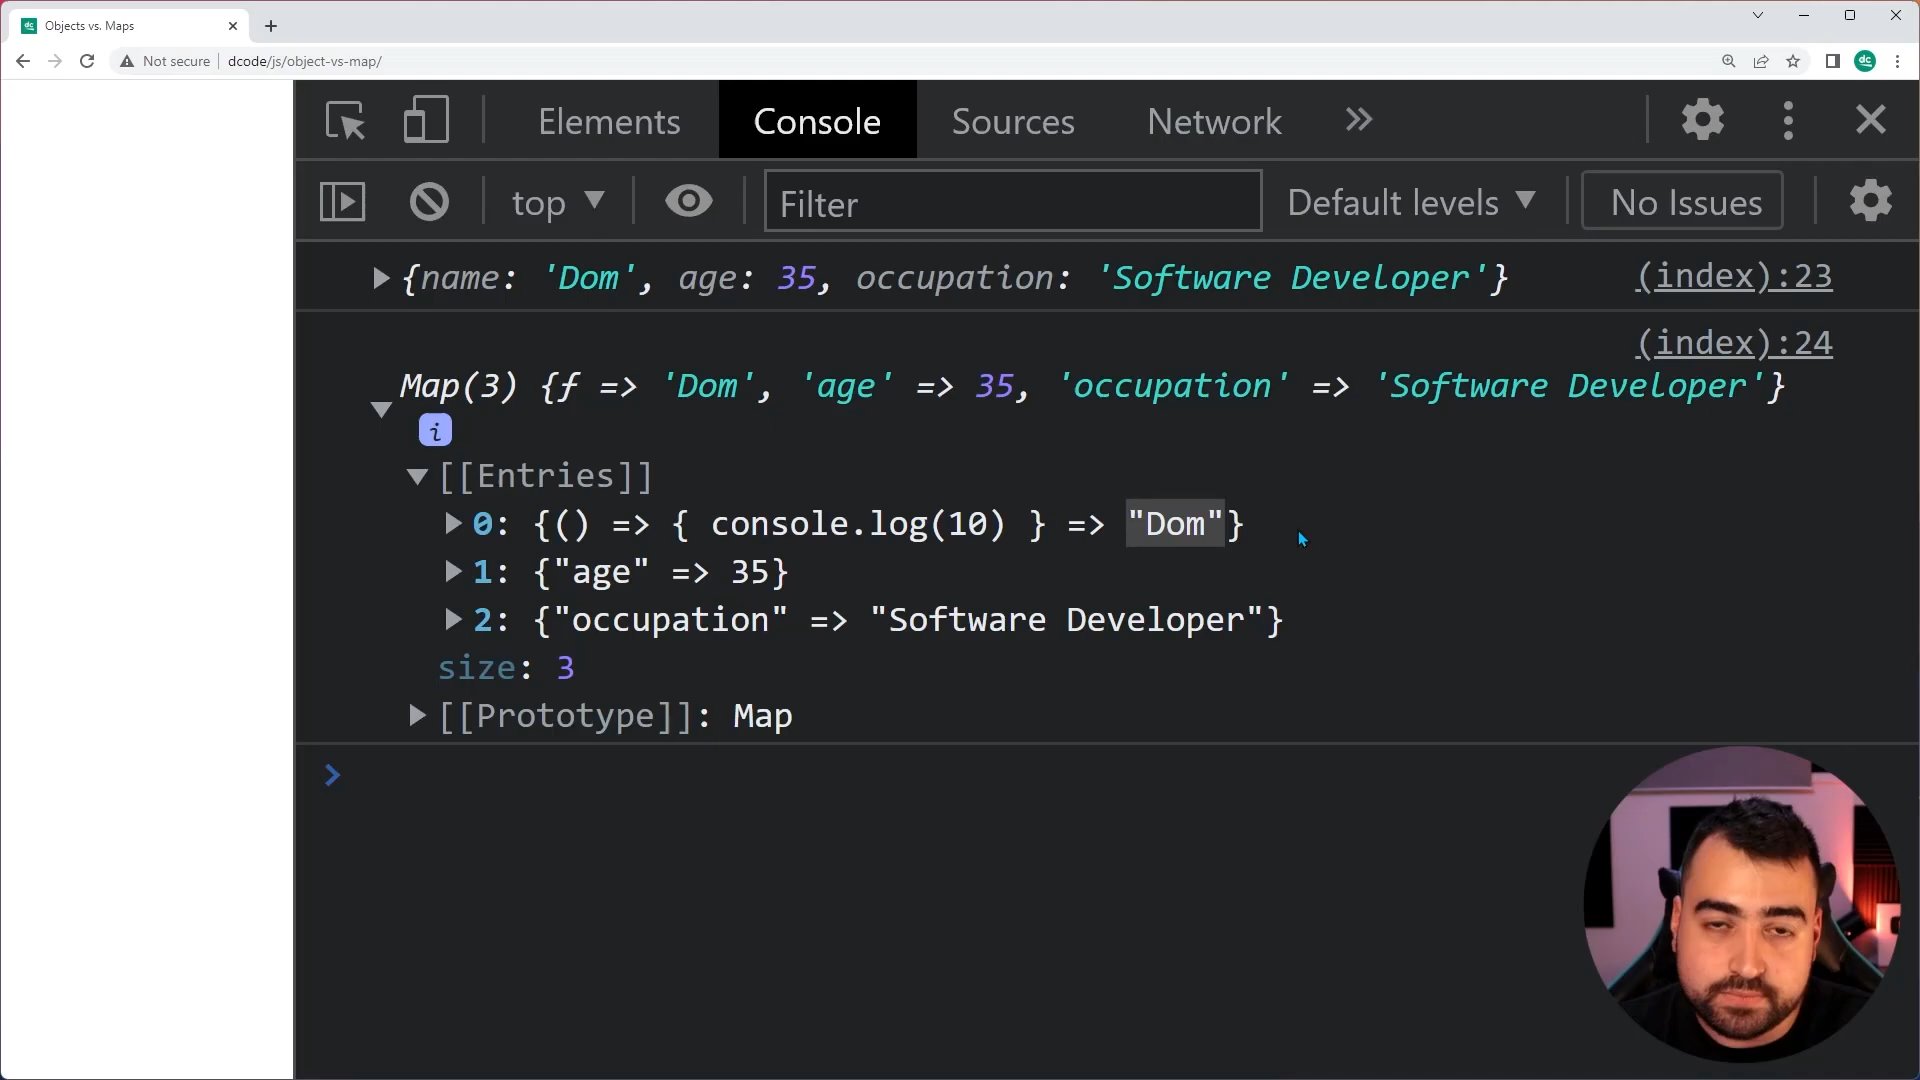 Objects vs. Maps
Not secure dcode/js/object-vs-map/
dc
Elements Console Sources Network
top Filter Default levels No Issues
{name: 'Dom', age: 35, occupation: 'Software Developer'} (index):23
(index):24
Map(3) {f => 'Dom', 'age' => 35, 'occupation' => 'Software Developer'}
i
[[Entries]]
0: {() => { console.log(10) } => "Dom"}
1: {"age" => 35}
2: {"occupation" => "Software Developer"}
size: 3
[[Prototype]]: Map